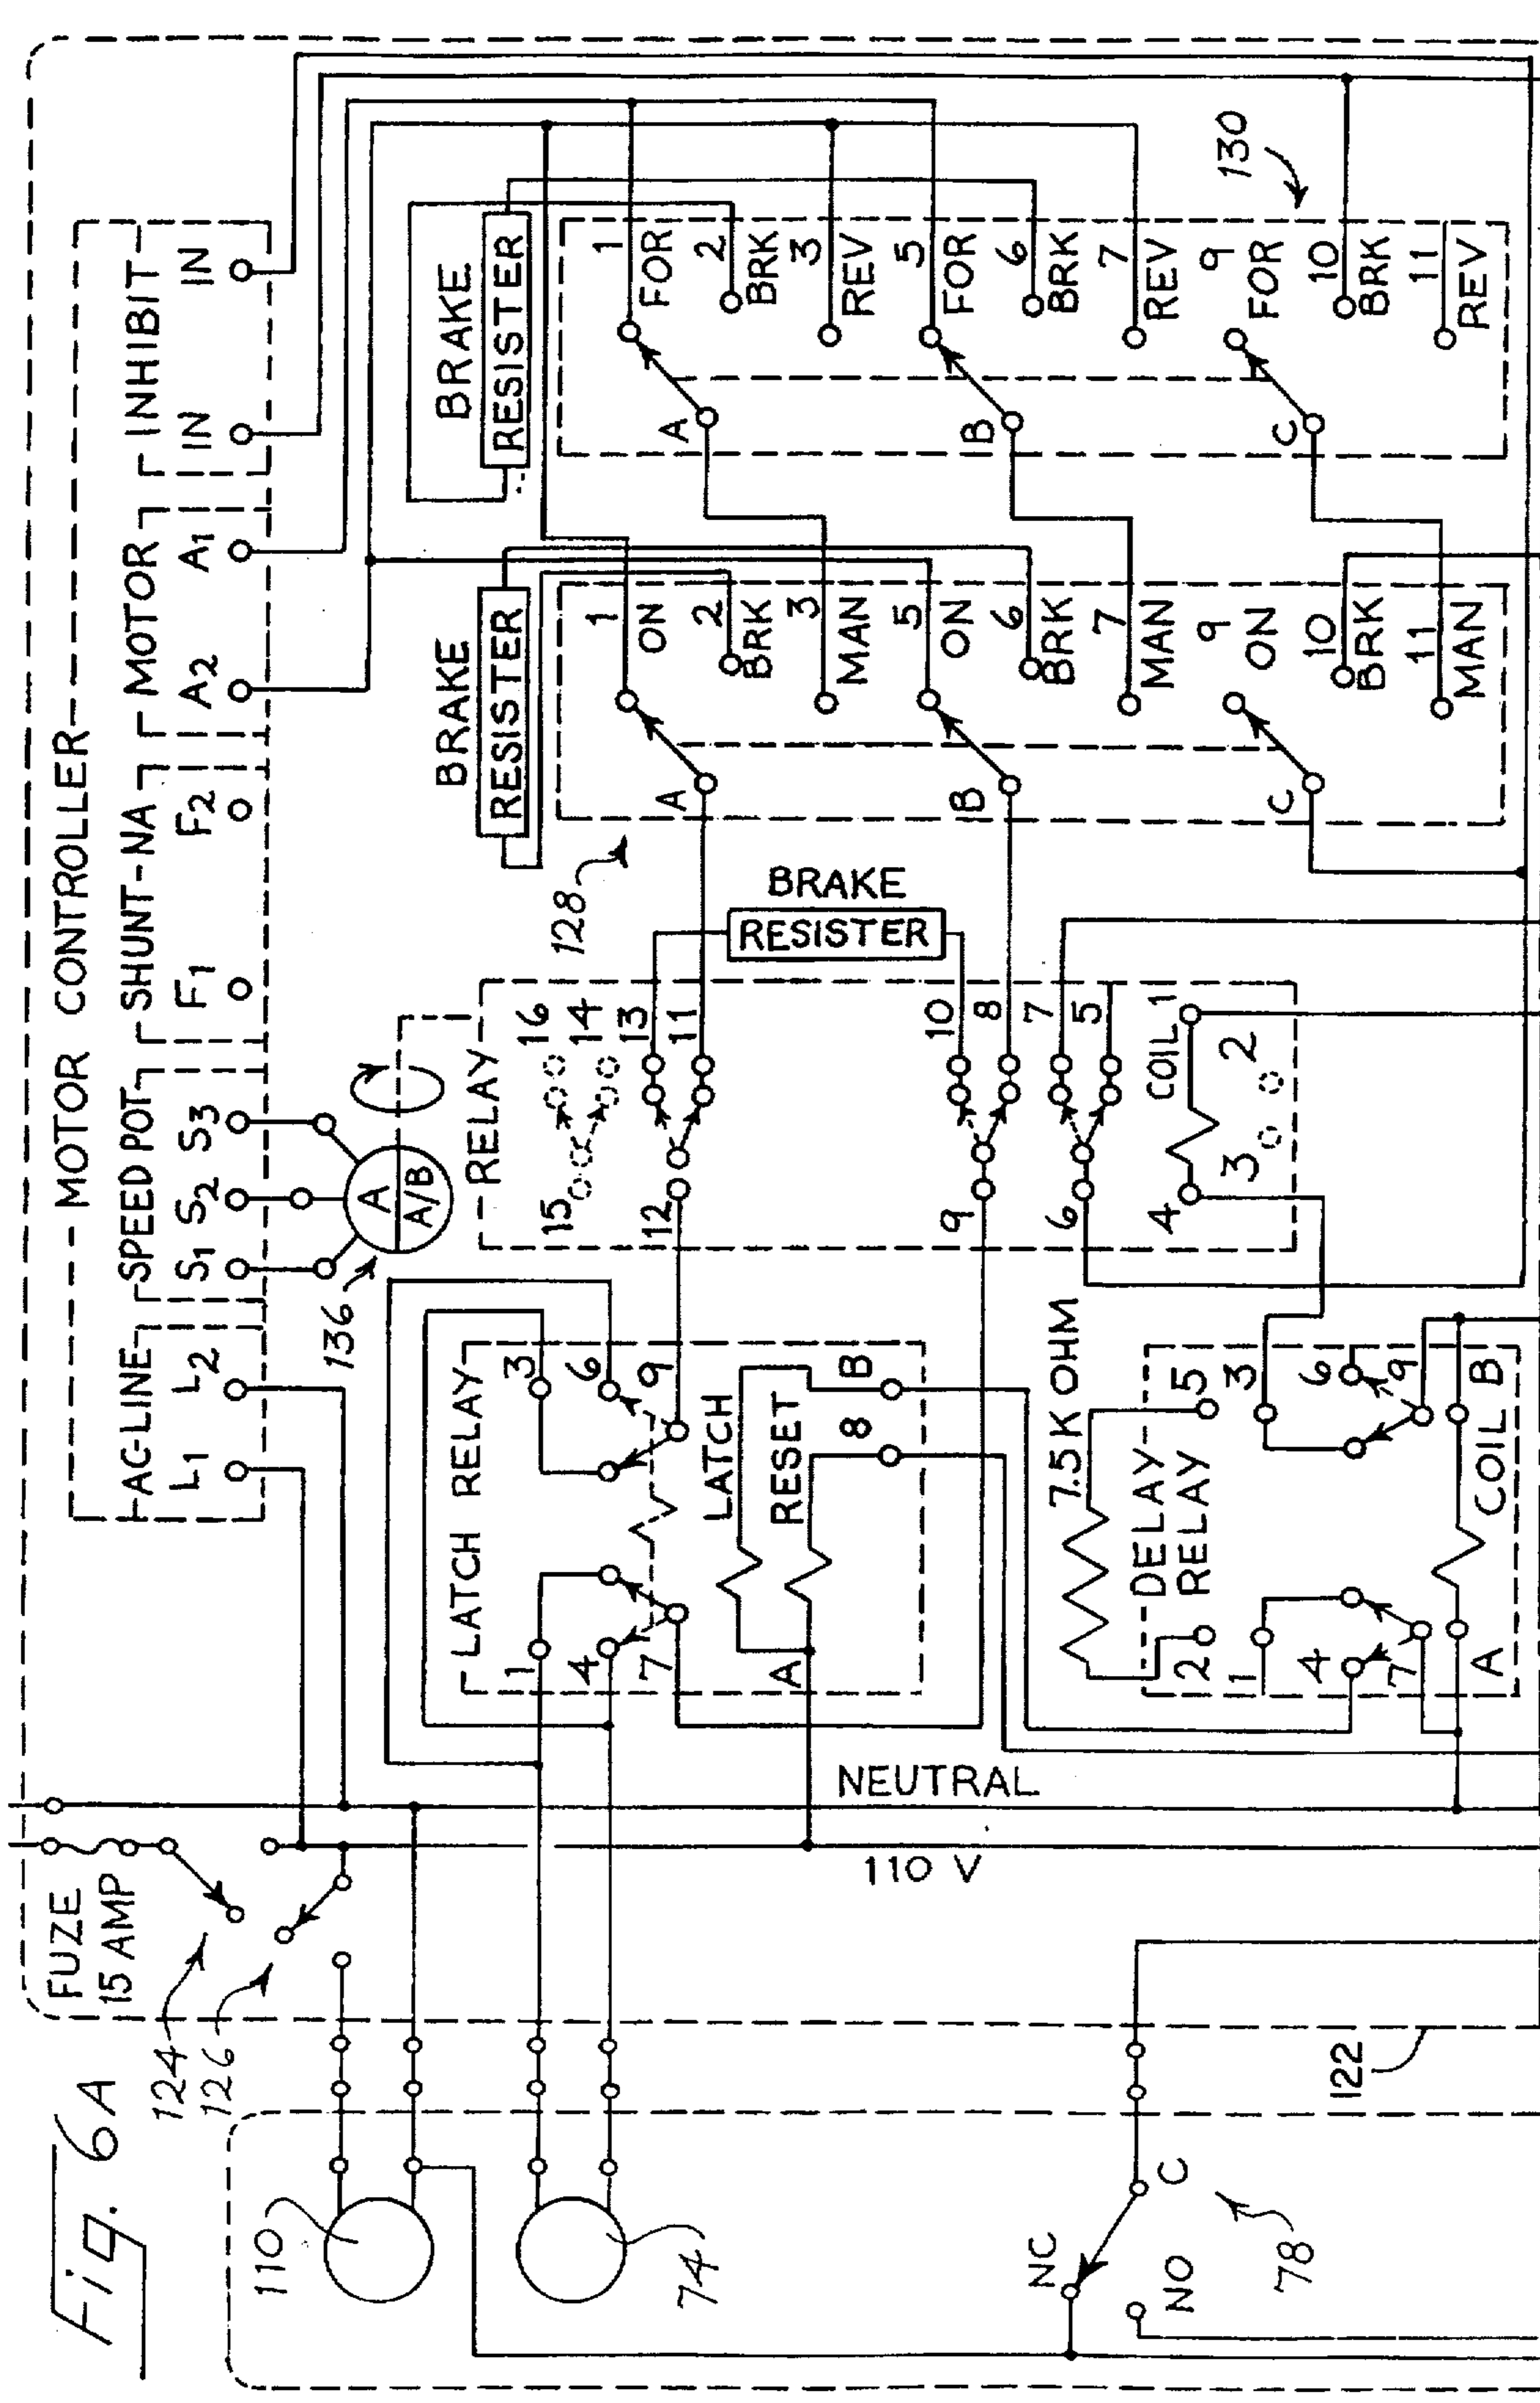 Fig. 6A
MOTOR CONTROLLER
AC-LINE
SPEED POT
SHUNT-NA
MOTOR
INHIBIT
L1
L2
S1
S2
S3
F1
F2
A2
A1
IN
IN
136
A
A/B
FUZE
15 AMP
124
126
110
74
NEUTRAL
110 V
LATCH RELAY
1
4
7
3
6
9
LATCH
RESET
A
8
B
RELAY
15
16
14
12
13
11
9
10
8
6
7
5
COIL
1
2
3
4
BRAKE
RESISTER
128
BRAKE
RESISTER
A
1
ON
2
BRK
3
MAN
B
5
ON
6
BRK
7
MAN
C
9
ON
10
BRK
11
MAN
BRAKE
RESISTER
130
A
1
FOR
2
BRK
3
REV
B
5
FOR
6
BRK
7
REV
C
9
FOR
10
BRK
11
REV
7.5 K OHM
DELAY
RELAY
2
5
1
3
4
6
7
9
A
COIL
B
NC
C
NO
78
122